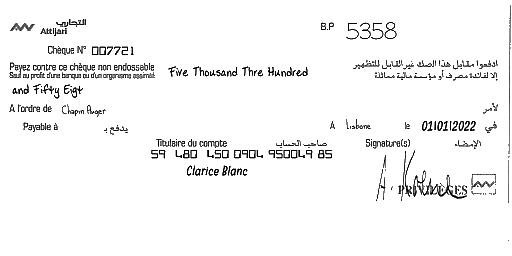 التجاري
Attijari
B.P 5358
Chèque N° 007721
Payez contre ce chèque non endossable
Seul au profit d'une banque ou d'un organisme assimilé
Five Thousand Thre Hundred
ادفعوا مقابل هذا الصك غير القابل للتظهير
إلا لفائدة مصرف أو مؤسسة مالية مماثلة
and Fifty Eigt
A l'ordre de Chapin Auger لأمر
Payable à يدفع بـ
A Lisbone le 01/01/2022 في
Titulaire du compte صاحب الحساب
Signature(s) الإمضاء
59 480 450 0904 950049 85
Clarice Blanc
PRIVILEGES